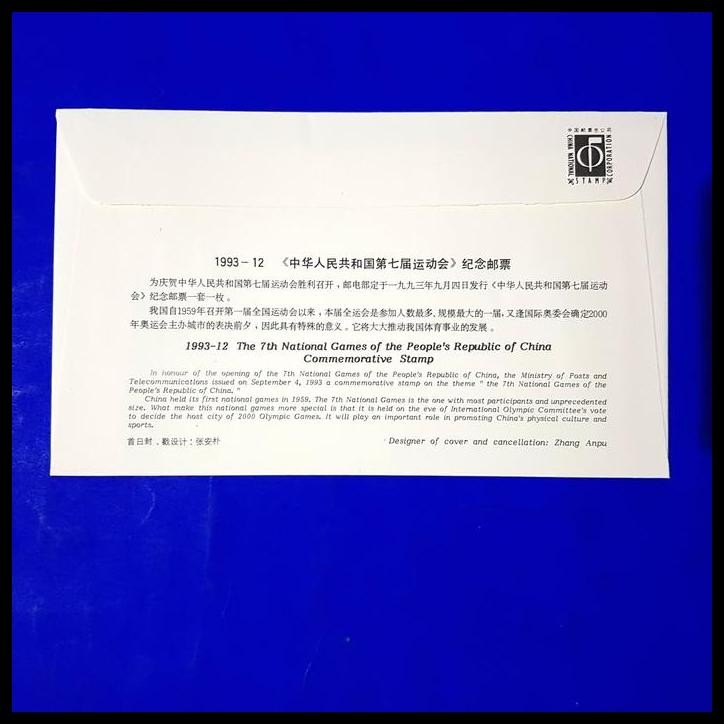 中国邮票总公司
CHINA NATIONAL
STAMP
CORPORATION
1993－12 《中华人民共和国第七届运动会》纪念邮票
为庆贺中华人民共和国第七届运动会胜利召开，邮电部定于一九九三年九月四日发行《中华人民共和国第七届运动
会》纪念邮票一套一枚。
我国自1959年召开第一届全国运动会以来，本届全运会是参加人数最多、规模最大的一届，又逢国际奥委会确定2000
年奥运会主办城市的表决前夕，因此具有特殊的意义。它将大大推动我国体育事业的发展。
1993-12 The 7th National Games of the People's Republic of China
Commemorative Stamp
In honour of the opening of the 7th National Games of the People's Republic of China, the Ministry of Posts and
Telecommunications issued on September 4, 1993 a commemorative stamp on the theme " the 7th National Games of the
People's Republic of China. "
China held its first national games in 1959. The 7th National Games is the one with most participants and unprecedented
size. What make this national games more special is that it is held on the eve of International Olympic Committee's vote
to decide the host city of 2000 Olympic Games. It will play an important role in promoting China's physical culture and
sports.
首日封、戳设计：张安朴
Designer of cover and cancellation: Zhang Anpu